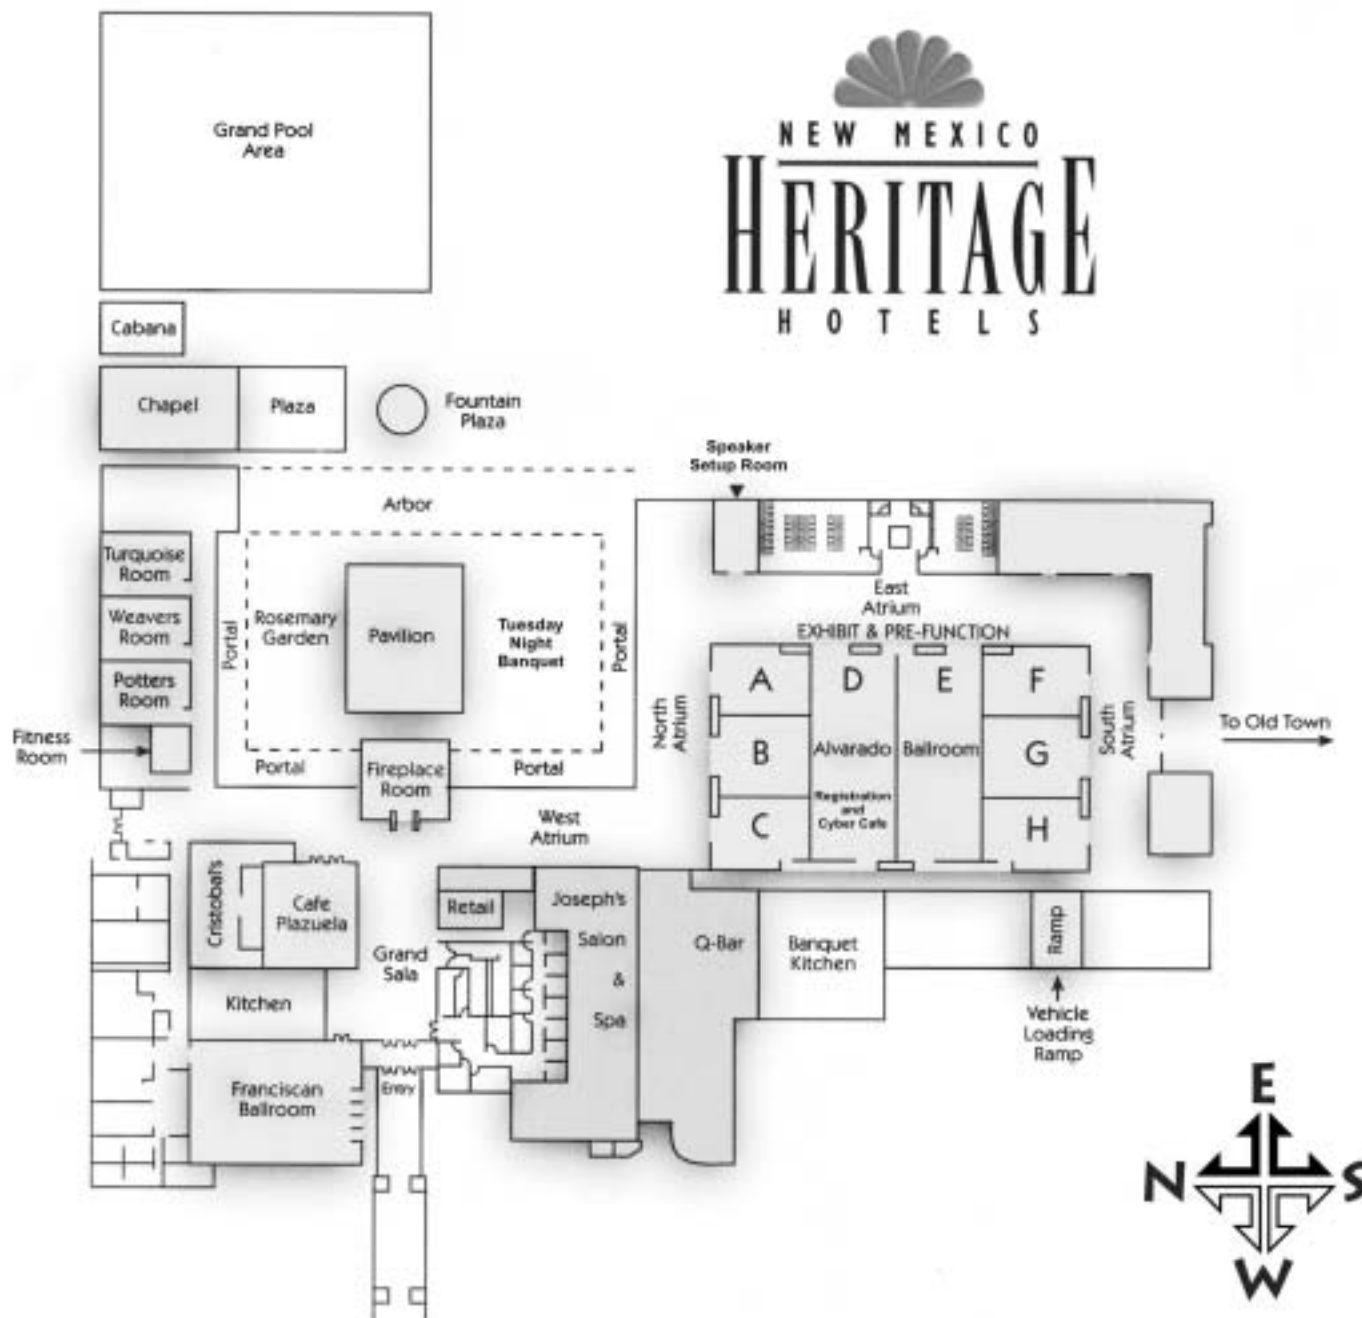 NEW MEXICO
HERITAGE
HOTELS
Grand Pool
Area
Cabana
Chapel
Plaza
Fountain
Plaza
Speaker
Setup Room
Arbor
Turquoise
Room
Weavers
Room
Potters
Room
Fitness
Room
Portal
Rosemary
Garden
Pavilion
Tuesday
Night
Banquet
Portal
Portal
Fireplace
Room
Portal
North
Atrium
East
Atrium
EXHIBIT & PRE-FUNCTION
A
D
E
F
B
Alvarado
Ballroom
G
C
Registration
and
Cyber Cafe
H
South
Atrium
To Old Town
West
Atrium
Cristobal's
Cafe
Plazuela
Kitchen
Grand
Sala
Retail
Joseph's
Salon
&
Spa
Q-Bar
Banquet
Kitchen
Ramp
Vehicle
Loading
Ramp
Franciscan
Ballroom
Entry
E
N
S
W